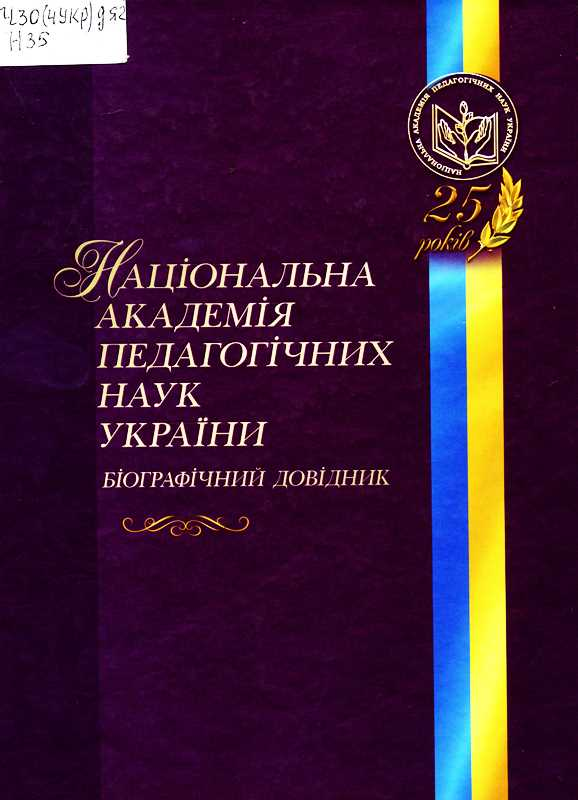 Ч30(4УКР)я2
Н35
НАЦІОНАЛЬНА АКАДЕМІЯ ПЕДАГОГІЧНИХ НАУК УКРАЇНИ
25
років
НАЦІОНАЛЬНА
АКАДЕМІЯ
ПЕДАГОГІЧНИХ
НАУК
УКРАЇНИ
БІОГРАФІЧНИЙ ДОВІДНИК